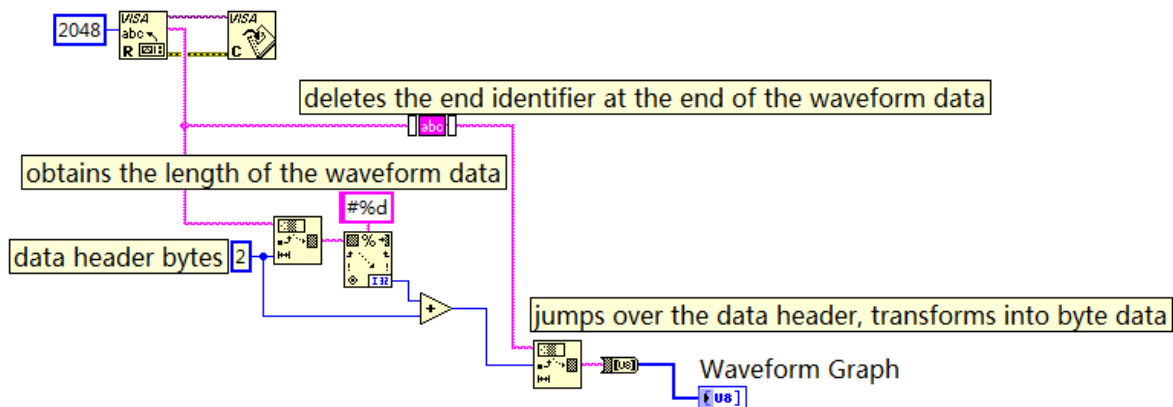 VISA
abc
R
VISA
C
2048
deletes the end identifier at the end of the waveform data
abc
obtains the length of the waveform data
#%d
%
data header bytes
2
I32
+
jumps over the data header, transforms into byte data
[U8]
Waveform Graph
U8]